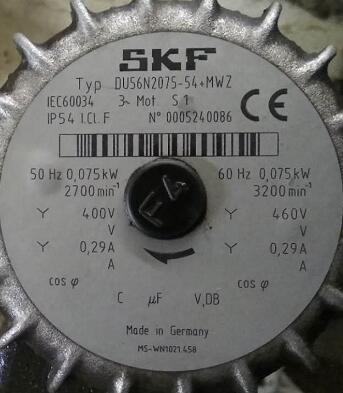 SKF
Typ DU56N2075-54+MWZ
IEC60034 3~ Mot S1
IP54 I.Cl.F N° 0005240086
CE
50 Hz 0,075kW 60 Hz 0,075kW
2700min⁻¹ 3200min⁻¹
F4
Y 400V Y 460V
V V
Y 0,29A Y 0,29A
A A
cos φ cos φ
C µF V,DB
Made in Germany
MS-WN1021.458